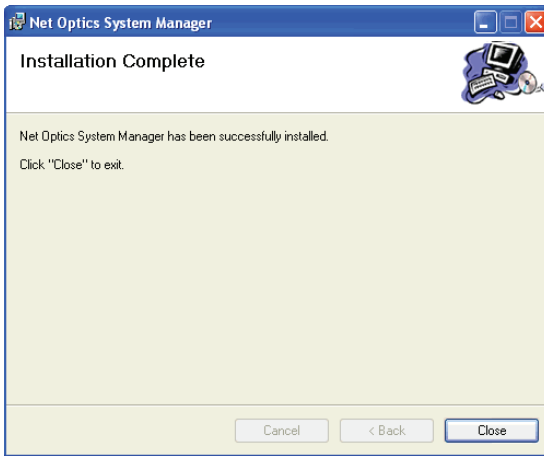 Net Optics System Manager
Installation Complete
Net Optics System Manager has been successfully installed.
Click "Close" to exit.
Cancel
< Back
Close